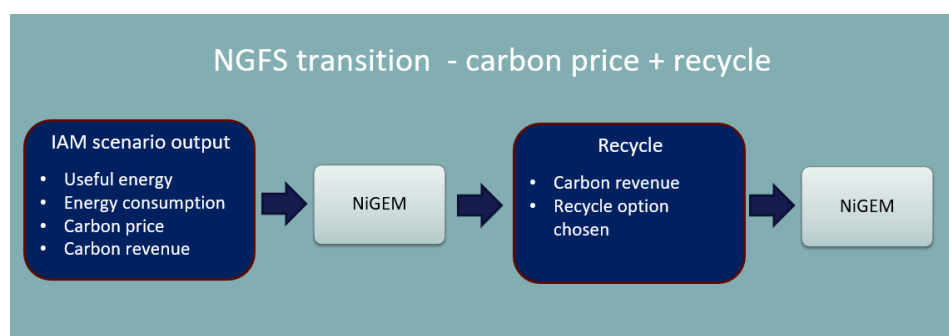 NGFS transition - carbon price + recycle
IAM scenario output
• Useful energy
• Energy consumption
• Carbon price
• Carbon revenue
NiGEM
Recycle
• Carbon revenue
• Recycle option
chosen
NiGEM